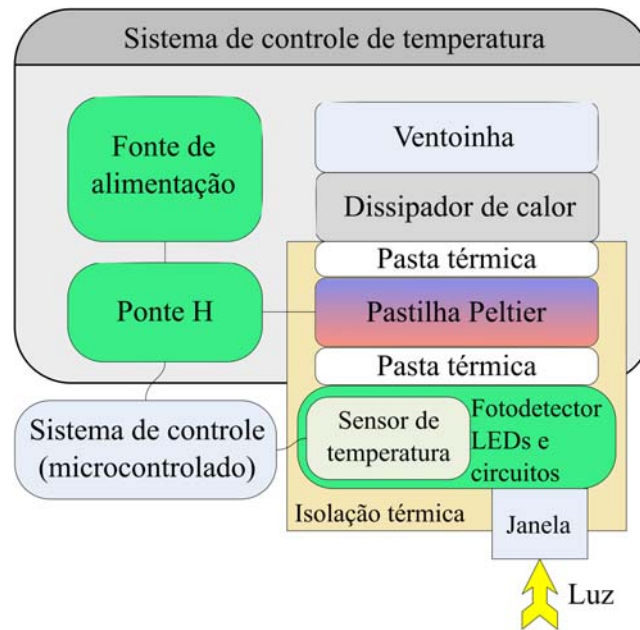 Sistema de controle de temperatura
Fonte de
alimentação
Ventoinha
Dissipador de calor
Pasta térmica
Ponte H
Pastilha Peltier
Pasta térmica
Sistema de controle
(microcontrolado)
Sensor de
temperatura
Fotodetector
LEDs e
circuitos
Isolação térmica
Janela
Luz